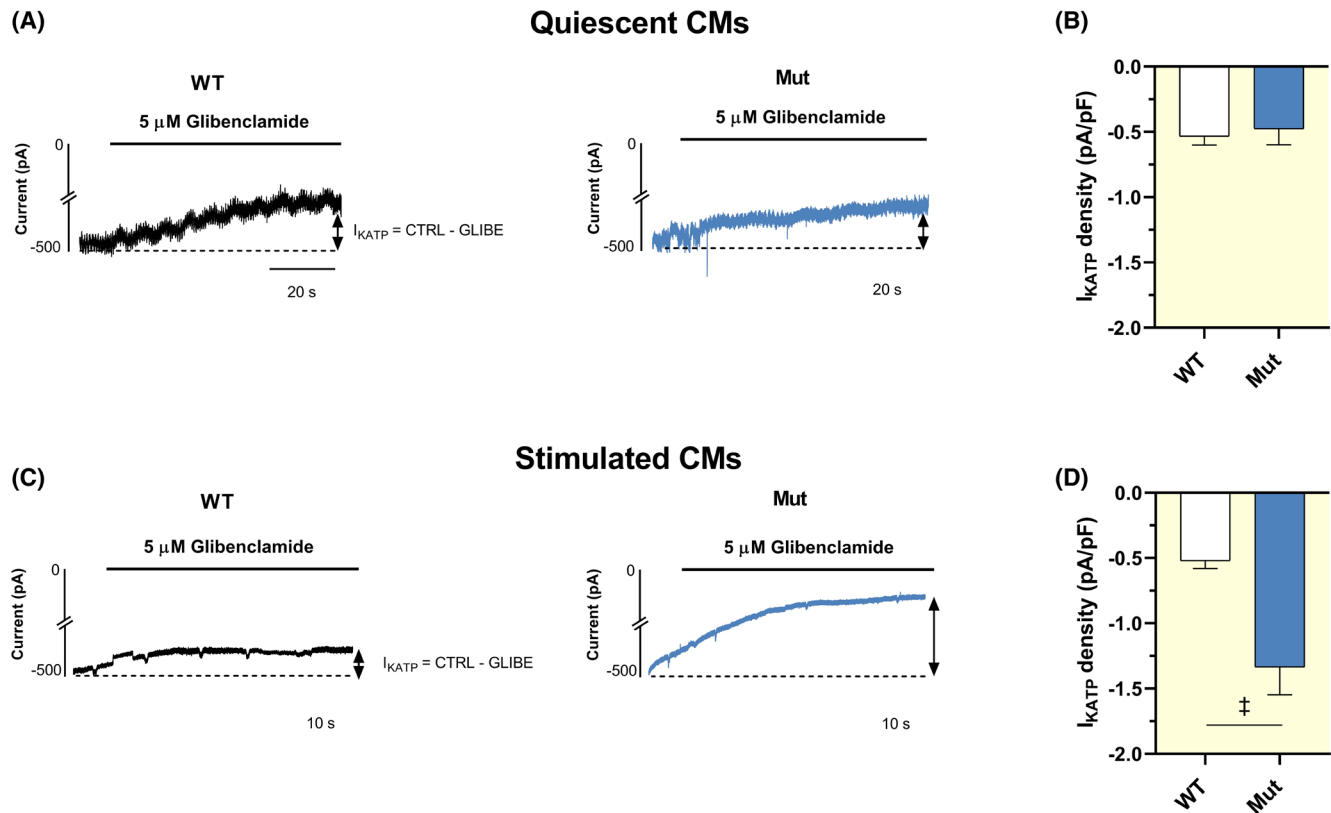 (A)
Quiescent CMs
WT
5 μM Glibenclamide
Current (pA)
0
-500
IKATP = CTRL - GLIBE
20 s
Mut
5 μM Glibenclamide
Current (pA)
0
-500
20 s
(B)
IKATP density (pA/pF)
0.0
-0.5
-1.0
-1.5
-2.0
WT
Mut
Stimulated CMs
(C)
WT
5 μM Glibenclamide
Current (pA)
0
-500
IKATP = CTRL - GLIBE
10 s
Mut
5 μM Glibenclamide
Current (pA)
0
-500
10 s
(D)
IKATP density (pA/pF)
0.0
-0.5
-1.0
-1.5
-2.0
‡
WT
Mut